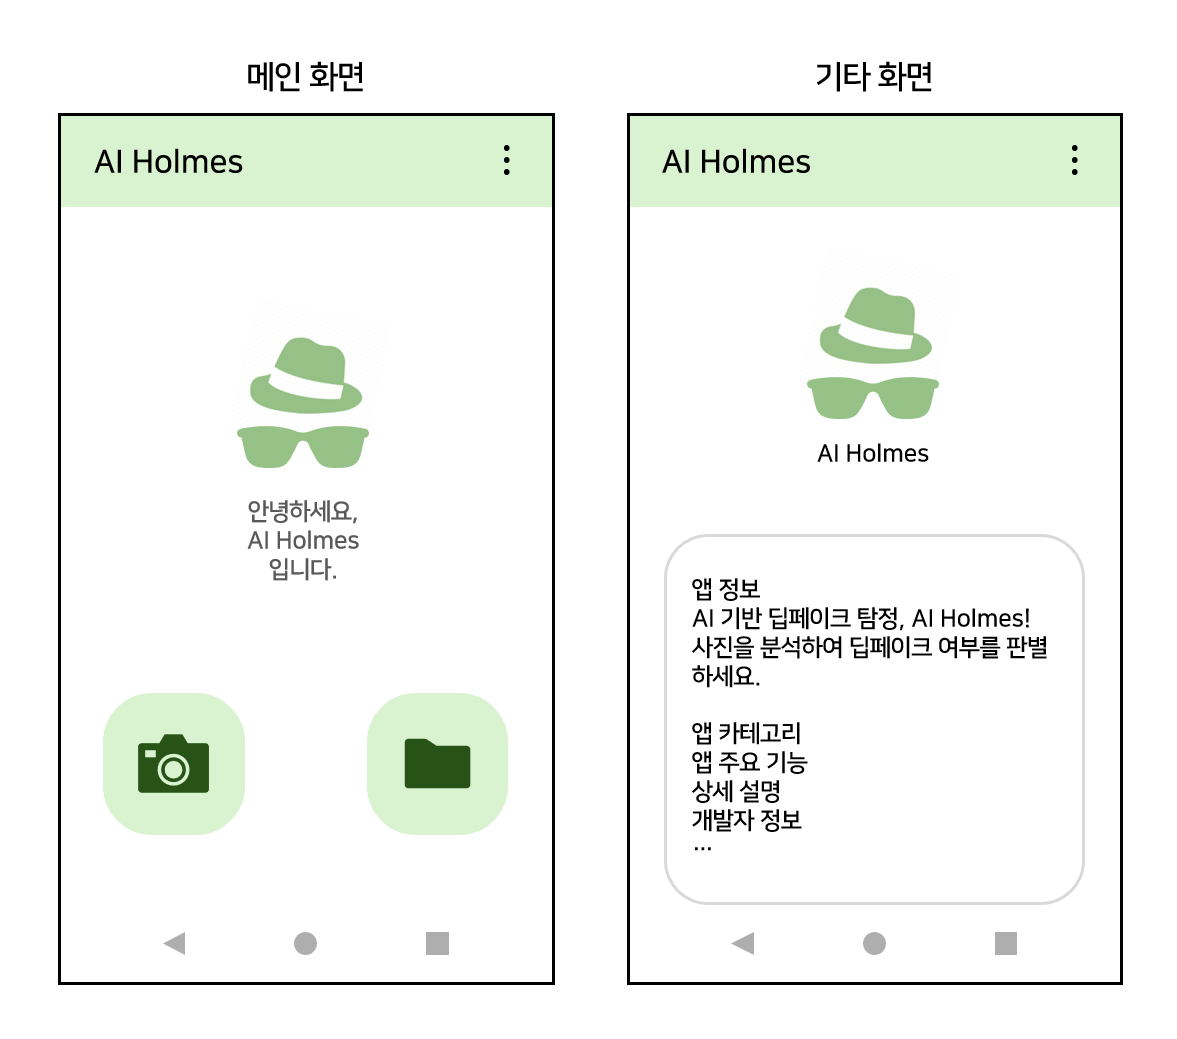 메인 화면
AI Holmes
안녕하세요,
AI Holmes
입니다.
기타 화면
AI Holmes
AI Holmes
앱 정보
AI 기반 딥페이크 탐정, AI Holmes!
사진을 분석하여 딥페이크 여부를 판별
하세요.
앱 카테고리
앱 주요 기능
상세 설명
개발자 정보
...